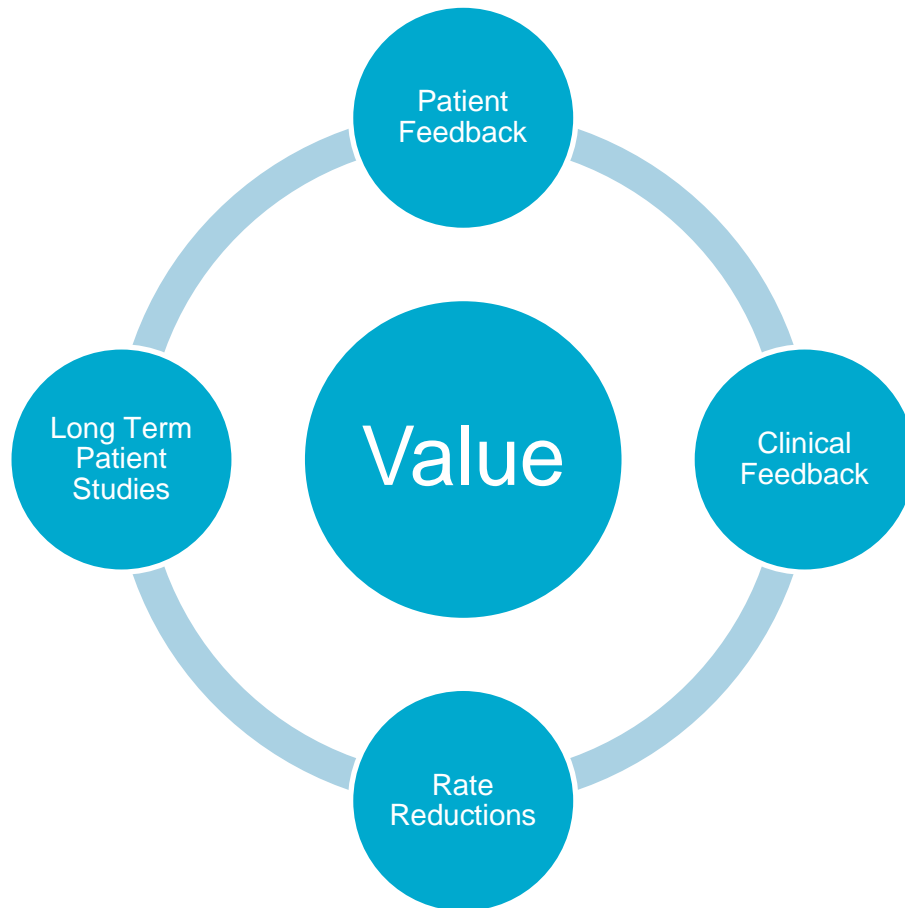 Patient
Feedback
Long Term
Patient
Studies
Value
Clinical
Feedback
Rate
Reductions